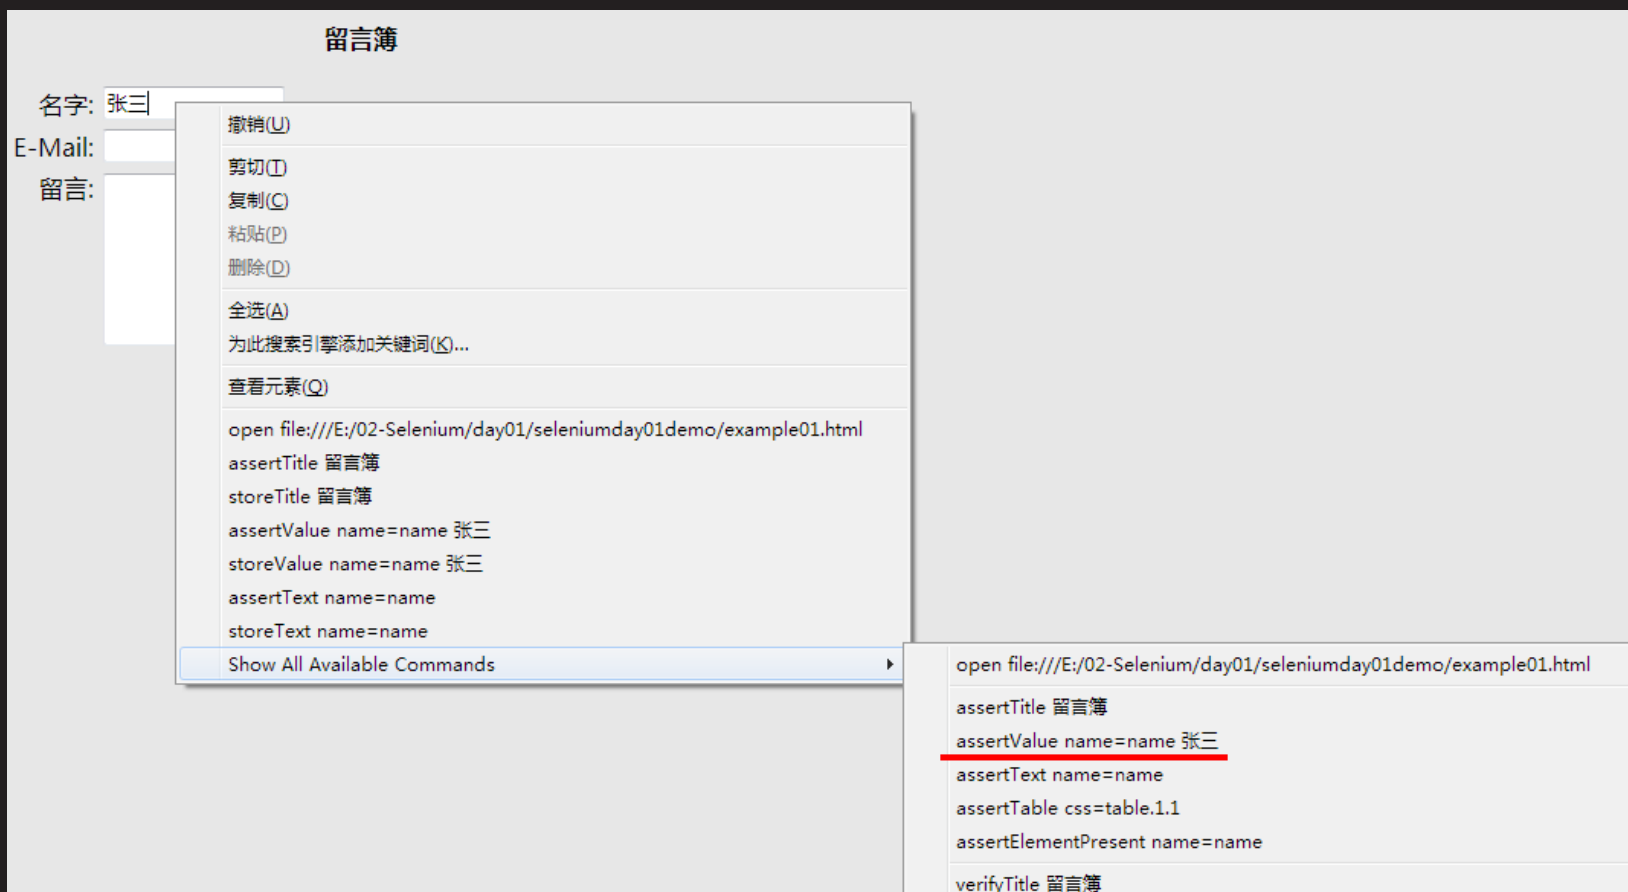 留言簿
名字: 张三
E-Mail:
留言:
撤销(U)
剪切(T)
复制(C)
粘贴(P)
删除(D)
全选(A)
为此搜索引擎添加关键词(K)...
查看元素(Q)
open file:///E:/02-Selenium/day01/seleniumday01demo/example01.html
assertTitle 留言簿
storeTitle 留言簿
assertValue name=name 张三
storeValue name=name 张三
assertText name=name
storeText name=name
Show All Available Commands
open file:///E:/02-Selenium/day01/seleniumday01demo/example01.html
assertTitle 留言簿
assertValue name=name 张三
assertText name=name
assertTable css=table.1.1
assertElementPresent name=name
verifyTitle 留言簿